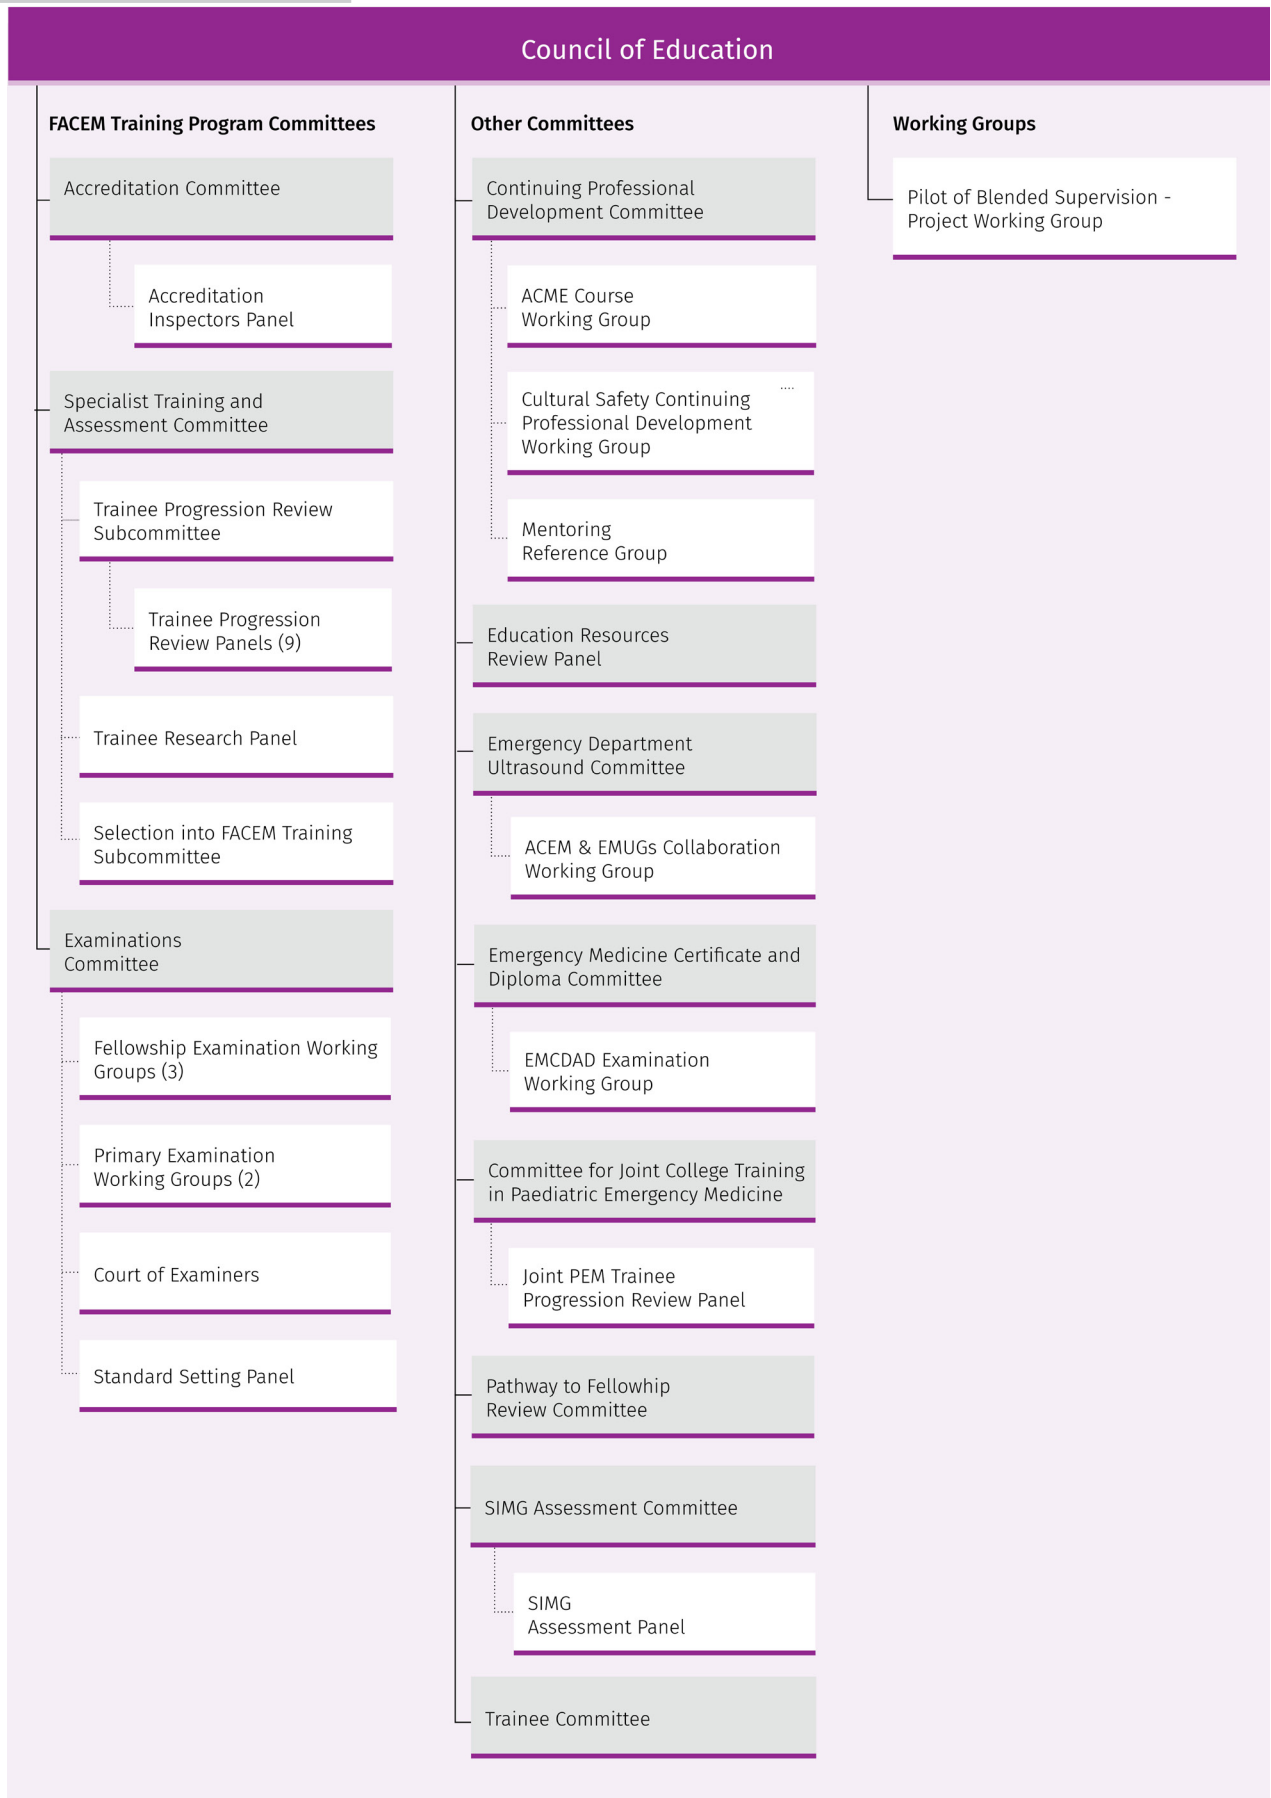 Council of Education
FACEM Training Program Committees
Accreditation Committee
Accreditation
Inspectors Panel
Specialist Training and
Assessment Committee
Trainee Progression Review
Subcommittee
Trainee Progression
Review Panels (9)
Trainee Research Panel
Selection into FACEM Training
Subcommittee
Examinations
Committee
Fellowship Examination Working
Groups (3)
Primary Examination
Working Groups (2)
Court of Examiners
Standard Setting Panel
Other Committees
Continuing Professional
Development Committee
ACME Course
Working Group
Cultural Safety Continuing
Professional Development
Working Group
Mentoring
Reference Group
Education Resources
Review Panel
Emergency Department
Ultrasound Committee
ACEM & EMUGs Collaboration
Working Group
Emergency Medicine Certificate and
Diploma Committee
EMCDAD Examination
Working Group
Committee for Joint College Training
in Paediatric Emergency Medicine
Joint PEM Trainee
Progression Review Panel
Pathway to Fellowhip
Review Committee
SIMG Assessment Committee
SIMG
Assessment Panel
Trainee Committee
Working Groups
Pilot of Blended Supervision -
Project Working Group